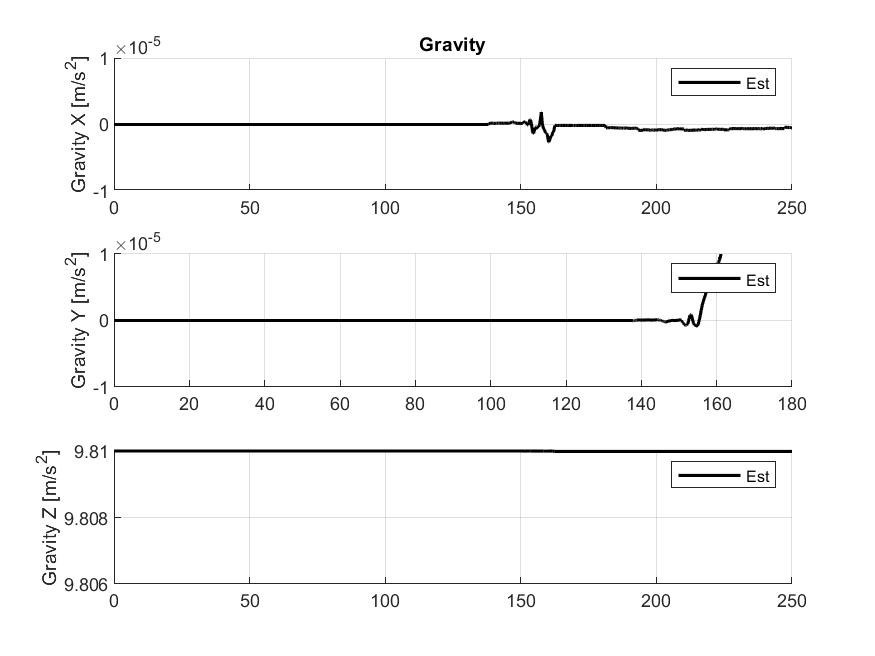 Gravity
×10-5
Gravity X [m/s2]
1
0
-1
Est
0 50 100 150 200 250
×10-5
Gravity Y [m/s2]
1
0
-1
Est
0 20 40 60 80 100 120 140 160 180
Gravity Z [m/s2]
9.81
9.808
9.806
Est
0 50 100 150 200 250